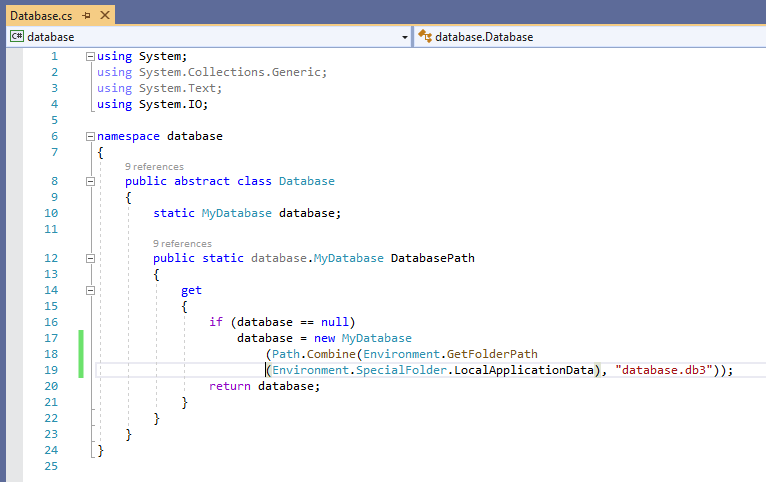 Database.cs
C# database
database.Database
1 using System;
2 using System.Collections.Generic;
3 using System.Text;
4 using System.IO;
5
6 namespace database
7 {
9 references
8 public abstract class Database
9 {
10 static MyDatabase database;
11
9 references
12 public static database.MyDatabase DatabasePath
13 {
14 get
15 {
16 if (database == null)
17 database = new MyDatabase
18 (Path.Combine(Environment.GetFolderPath
19 (Environment.SpecialFolder.LocalApplicationData), "database.db3"));
20 return database;
21 }
22 }
23 }
24 }
25